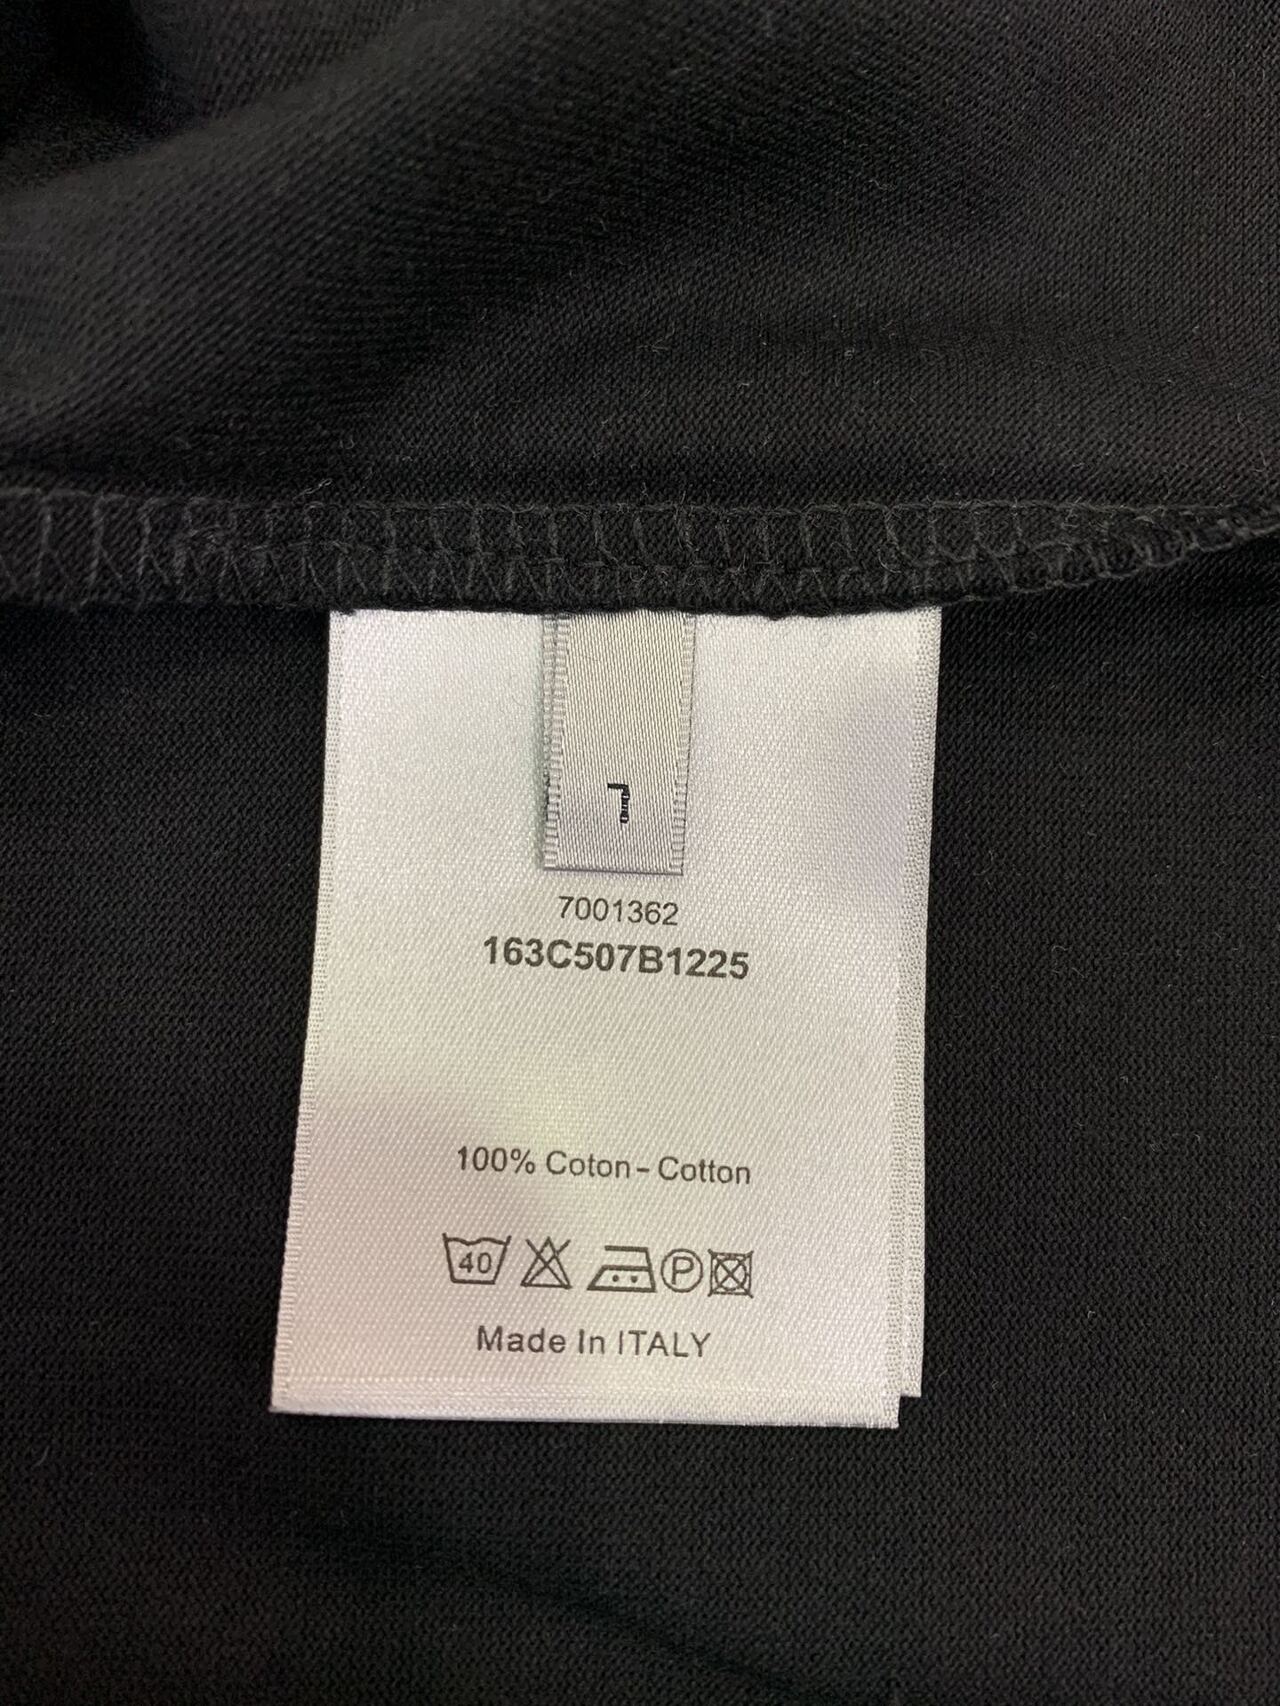 L
7001362
163C507B1225
100% Coton - Cotton
40
P
Made In ITALY